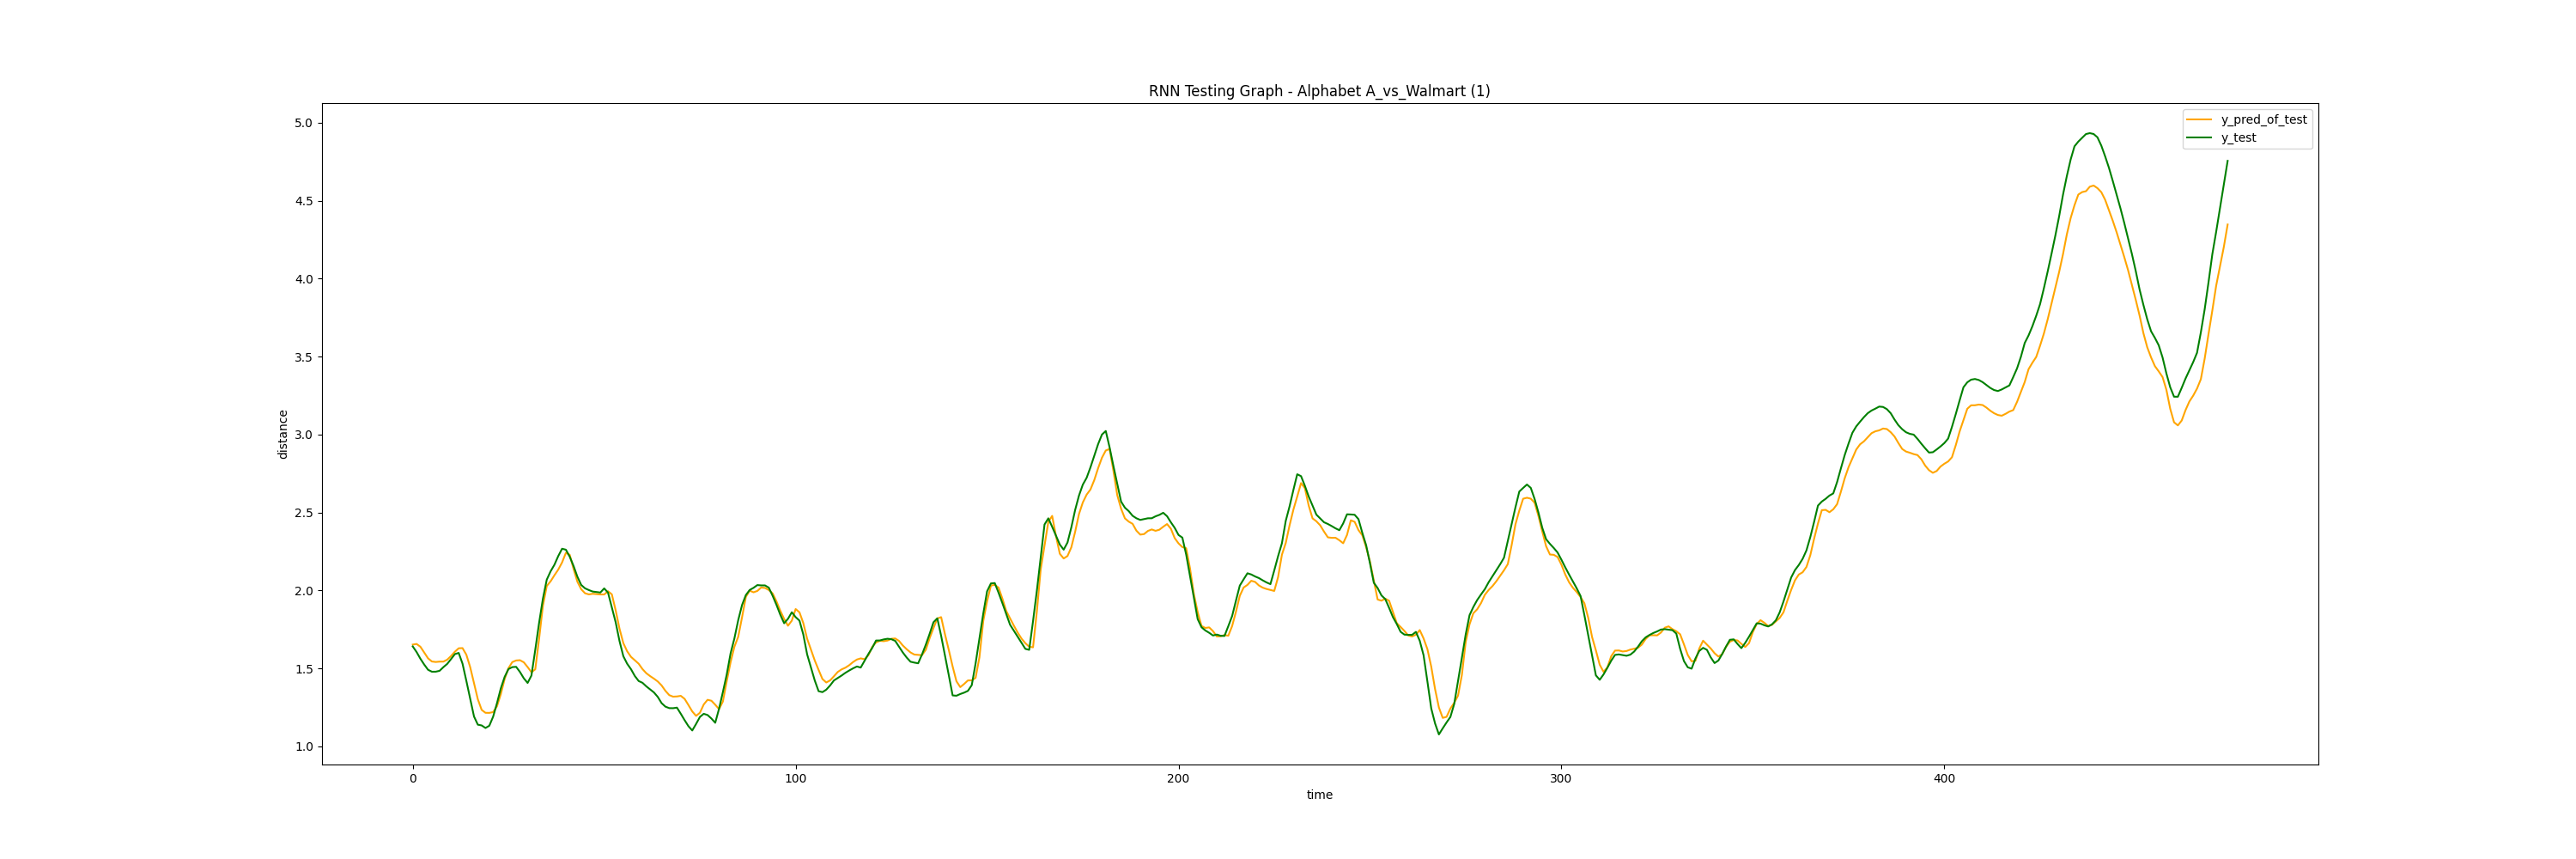 RNN Testing Graph - Alphabet A_vs_Walmart (1)
y_pred_of_test
y_test
5.0
4.5
4.0
3.5
3.0
2.5
2.0
1.5
1.0
distance
0 100 200 300 400
time